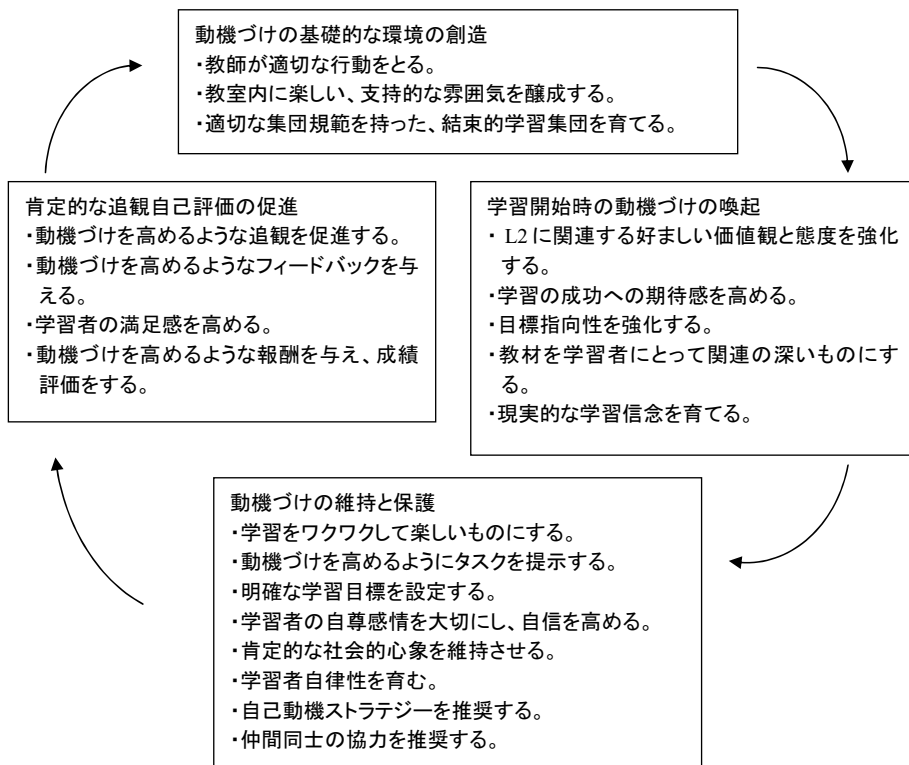 動機づけの基礎的な環境の創造
・教師が適切な行動をとる。
・教室内に楽しい、支持的な雰囲気を醸成する。
・適切な集団規範を持った、結束的学習集団を育てる。
学習開始時の動機づけの喚起
・ L2 に関連する好ましい価値観と態度を強化
する。
・学習の成功への期待感を高める。
・目標指向性を強化する。
・教材を学習者にとって関連の深いものにす
る。
・現実的な学習信念を育てる。
動機づけの維持と保護
・学習をワクワクして楽しいものにする。
・動機づけを高めるようにタスクを提示する。
・明確な学習目標を設定する。
・学習者の自尊感情を大切にし、自信を高める。
・肯定的な社会的心象を維持させる。
・学習者自律性を育む。
・自己動機ストラテジーを推奨する。
・仲間同士の協力を推奨する。
肯定的な追観自己評価の促進
・動機づけを高めるような追観を促進する。
・動機づけを高めるようなフィードバックを与
える。
・学習者の満足感を高める。
・動機づけを高めるような報酬を与え、成績
評価をする。